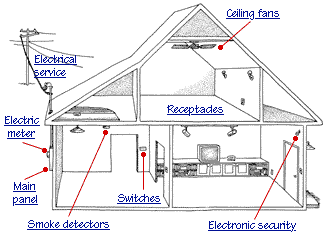 Ceiling fans
Electrical
service
Receptacles
Electric
meter
Main
panel
Switches
Smoke detectors
Electronic security